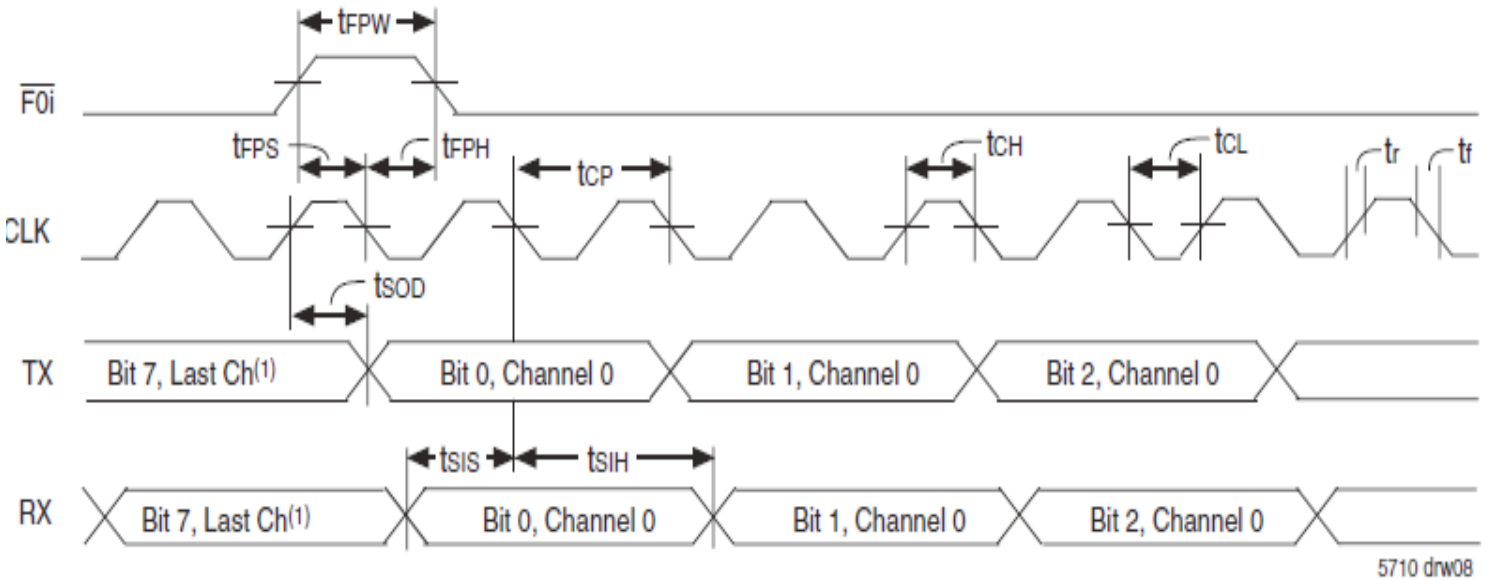 tFPW
F0i
tFPS
tFPH
tCP
tCH
tCL
tr
tf
CLK
tSOD
TX
Bit 7, Last Ch(1)
Bit 0, Channel 0
Bit 1, Channel 0
Bit 2, Channel 0
tSIS
tSIH
RX
Bit 7, Last Ch(1)
Bit 0, Channel 0
Bit 1, Channel 0
Bit 2, Channel 0
5710 drw08